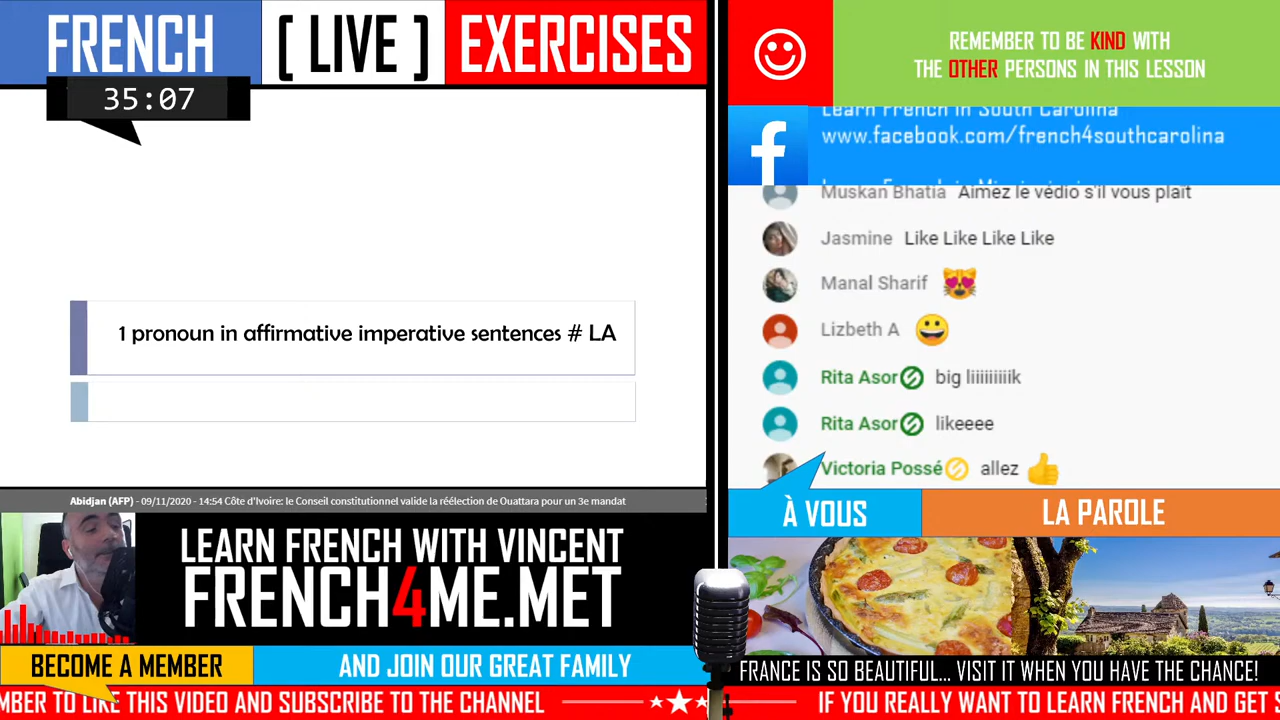 FRENCH
[ LIVE ]
EXERCISES
35:07
1 pronoun in affirmative imperative sentences # LA
Abidjan (AFP) - 09/11/2020 - 14:54 Côte d'Ivoire: le Conseil constitutionnel valide la réélection de Ouattara pour un 3e mandat
LEARN FRENCH WITH VINCENT
FRENCH4ME.MET
BECOME A MEMBER
AND JOIN OUR GREAT FAMILY
MBER TO LIKE THIS VIDEO AND SUBSCRIBE TO THE CHANNEL
REMEMBER TO BE KIND WITH
THE OTHER PERSONS IN THIS LESSON
Learn French in South Carolina
www.facebook.com/french4southcarolina
Muskan Bhatia Aimez le védio s'il vous plait
Jasmine Like Like Like Like
Manal Sharif 😻
Lizbeth A 😀
Rita Asor big liiiiiiiiik
Rita Asor likeeee
Victoria Possé allez 👍
À VOUS
LA PAROLE
FRANCE IS SO BEAUTIFUL... VISIT IT WHEN YOU HAVE THE CHANCE!
IF YOU REALLY WANT TO LEARN FRENCH AND GET S